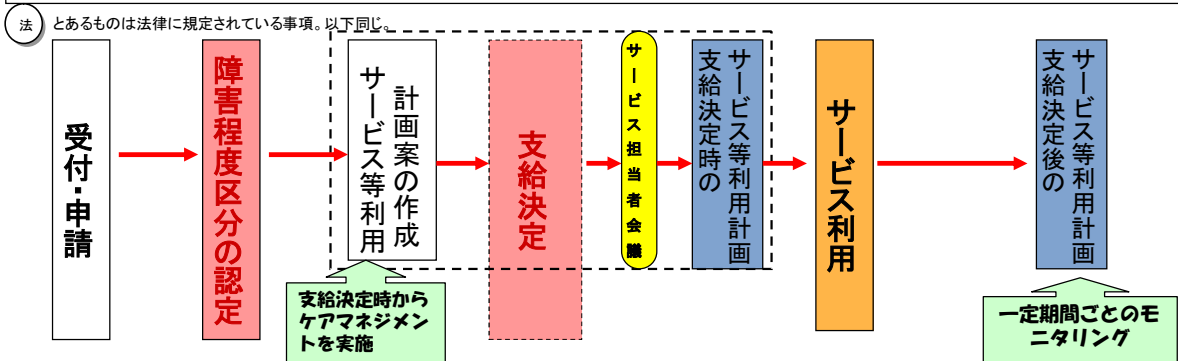 法 とあるものは法律に規定されている事項。以下同じ。
受付・申請
障害程度区分の認定
サービス等利用
計画案の作成
支給決定
サービス担当者会議
支給決定時の
サービス等利用計画
サービス利用
支給決定後の
サービス等利用計画
支給決定時から
ケアマネジメン
トを実施
一定期間ごとのモ
ニタリング